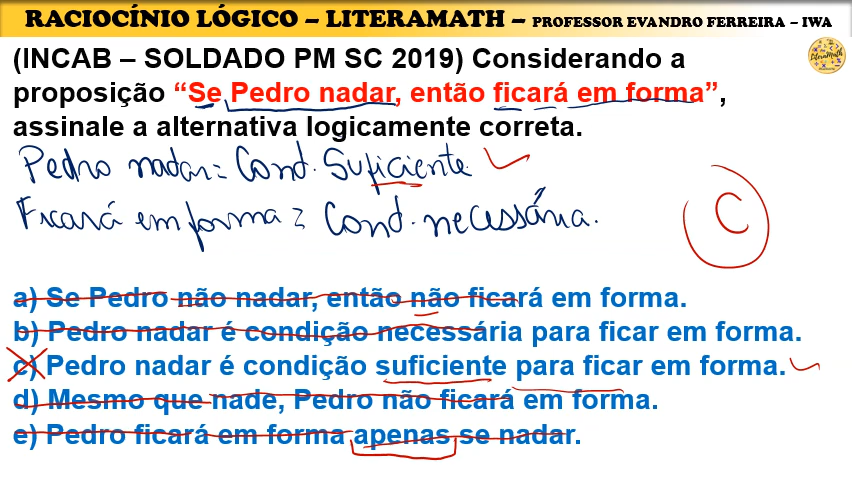 RACIOCÍNIO LÓGICO – LITERAMATH – PROFESSOR EVANDRO FERREIRA – IWA
(INCAB – SOLDADO PM SC 2019) Considerando a
proposição “Se Pedro nadar, então ficará em forma”,
assinale a alternativa logicamente correta.
Pedro nadar = Cond. Suficiente
Ficará em forma = Cond. necessária.
C
a) Se Pedro não nadar, então não ficará em forma.
b) Pedro nadar é condição necessária para ficar em forma.
c) Pedro nadar é condição suficiente para ficar em forma.
d) Mesmo que nade, Pedro não ficará em forma.
e) Pedro ficará em forma apenas se nadar.
LiteraMath